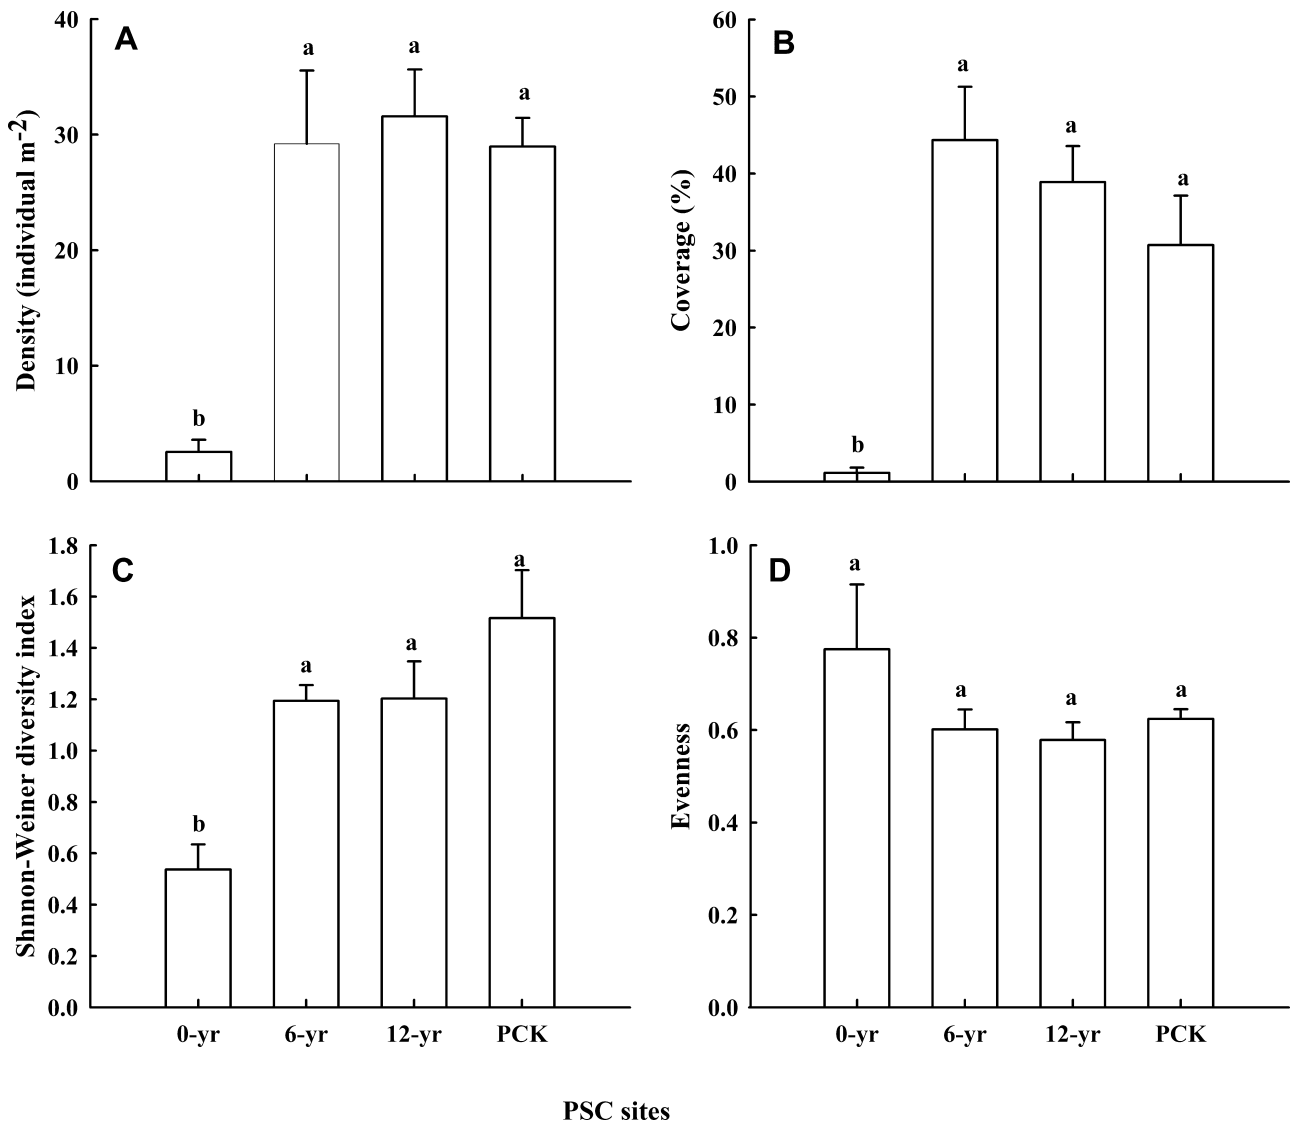 A
Density (individual m-2)
40
30
20
10
0
b
a
a
a
B
Coverage (%)
60
50
40
30
20
10
0
b
a
a
a
C
Shnnon-Weiner diversity index
1.8
1.6
1.4
1.2
1.0
0.8
0.6
0.4
0.2
0.0
b
a
a
a
0-yr 6-yr 12-yr PCK
D
Evenness
1.0
0.8
0.6
0.4
0.2
0.0
a
a
a
a
0-yr 6-yr 12-yr PCK
PSC sites